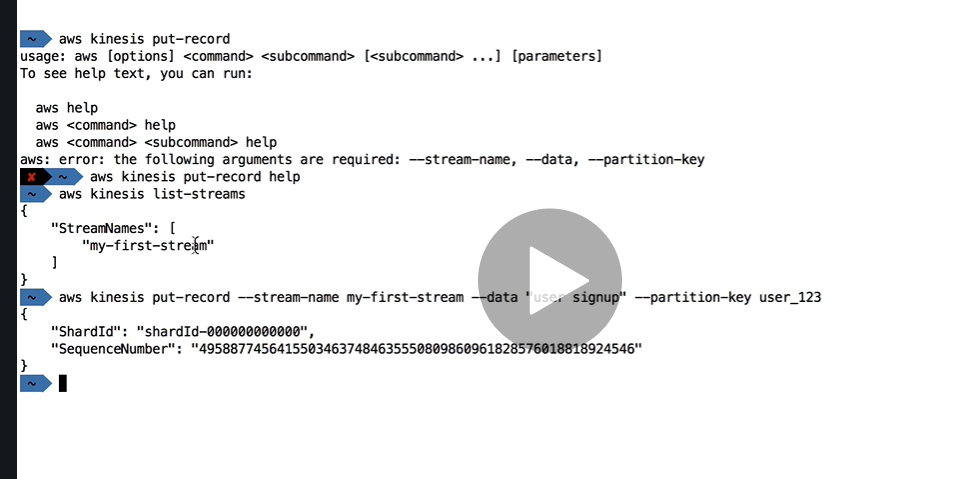 ~ aws kinesis put-record
usage: aws [options] <command> <subcommand> [<subcommand> ...] [parameters]
To see help text, you can run:
aws help
aws <command> help
aws <command> <subcommand> help
aws: error: the following arguments are required: --stream-name, --data, --partition-key
✘ ~ aws kinesis put-record help
~ aws kinesis list-streams
{
"StreamNames": [
"my-first-stream"
]
}
~ aws kinesis put-record --stream-name my-first-stream --data "user signup" --partition-key user_123
{
"ShardId": "shardId-000000000000",
"SequenceNumber": "49588774564155034637484635550809860961828576018818924546"
}
~